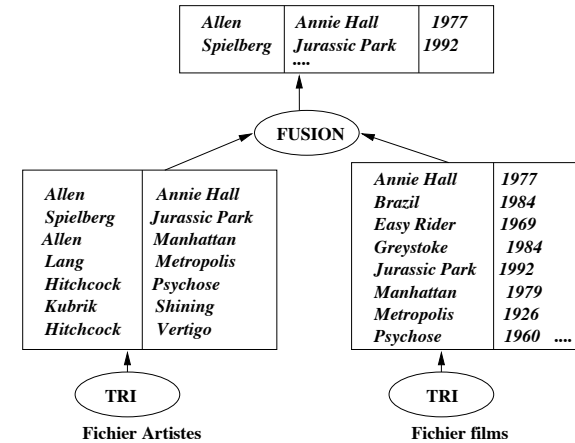 Allen Annie Hall 1977
Spielberg Jurassic Park 1992
....
FUSION
Allen Annie Hall
Spielberg Jurassic Park
Allen Manhattan
Lang Metropolis
Hitchcock Psychose
Kubrik Shining
Hitchcock Vertigo
Annie Hall 1977
Brazil 1984
Easy Rider 1969
Greystoke 1984
Jurassic Park 1992
Manhattan 1979
Metropolis 1926
Psychose 1960 ....
TRI
TRI
Fichier Artistes
Fichier films